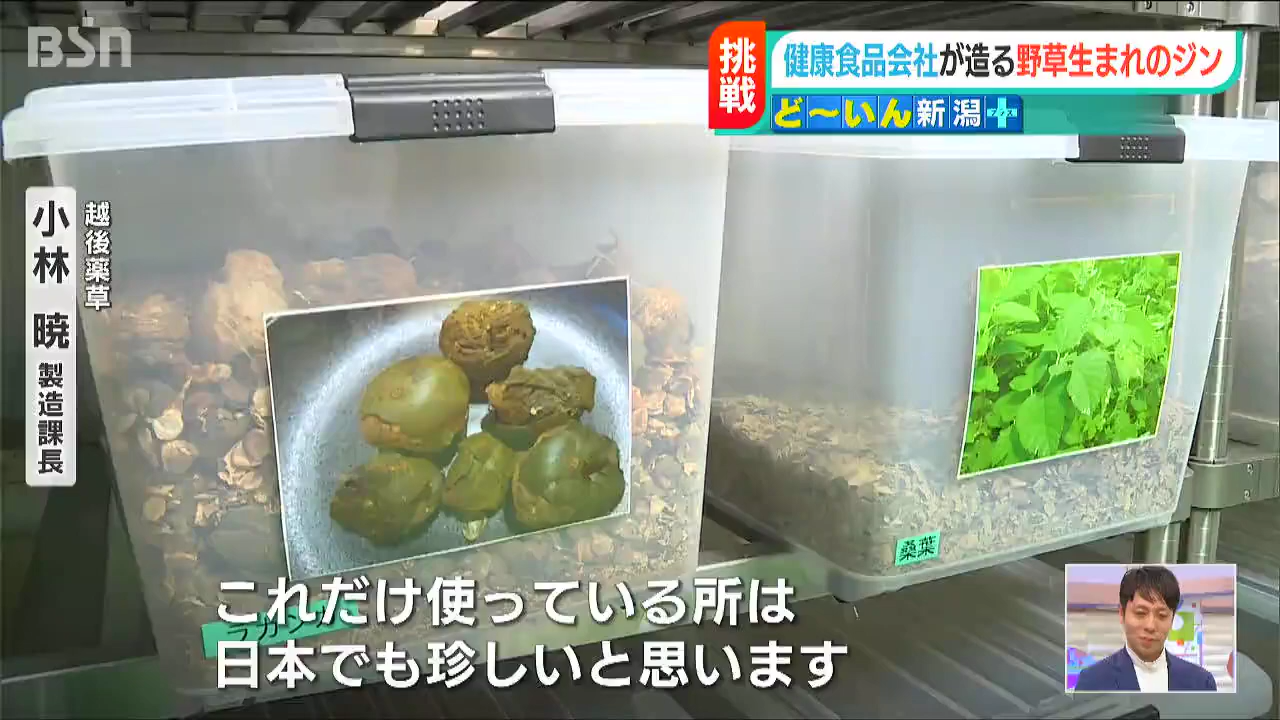 BSN
挑戦
健康食品会社が造る野草生まれのジン
ど〜いん新潟プラス
越後薬草
小林 暁 製造課長
桑葉
これだけ使っている所は
日本でも珍しいと思います